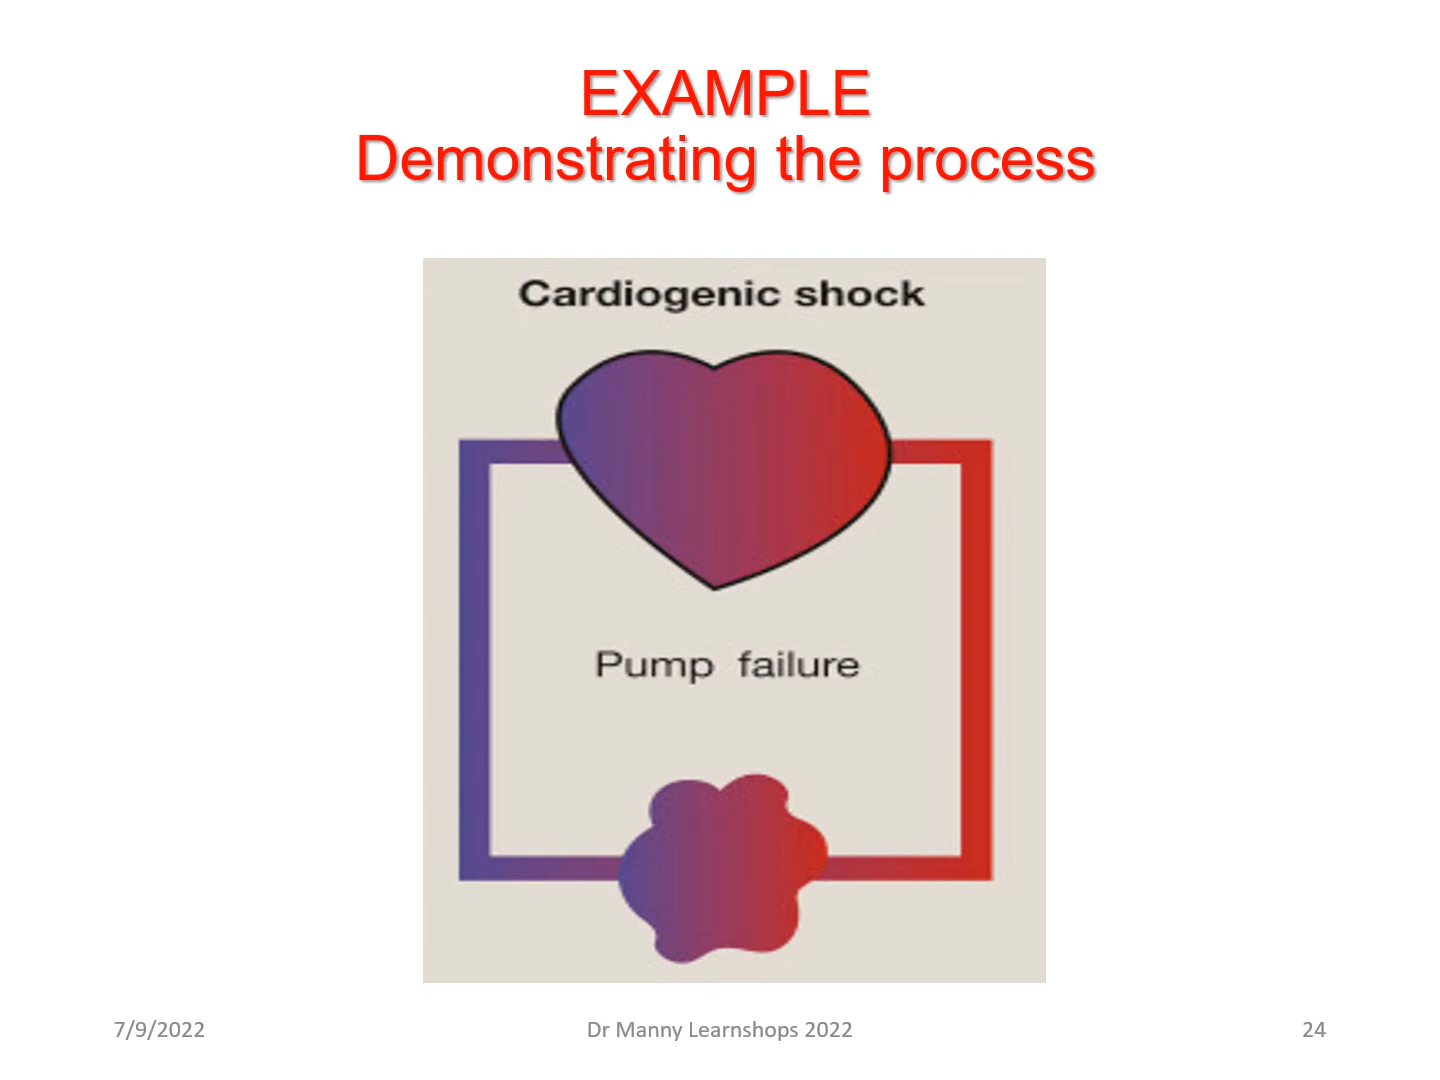 EXAMPLE
Demonstrating the process
Cardiogenic shock
Pump failure
7/9/2022
Dr Manny Learnshops 2022
24